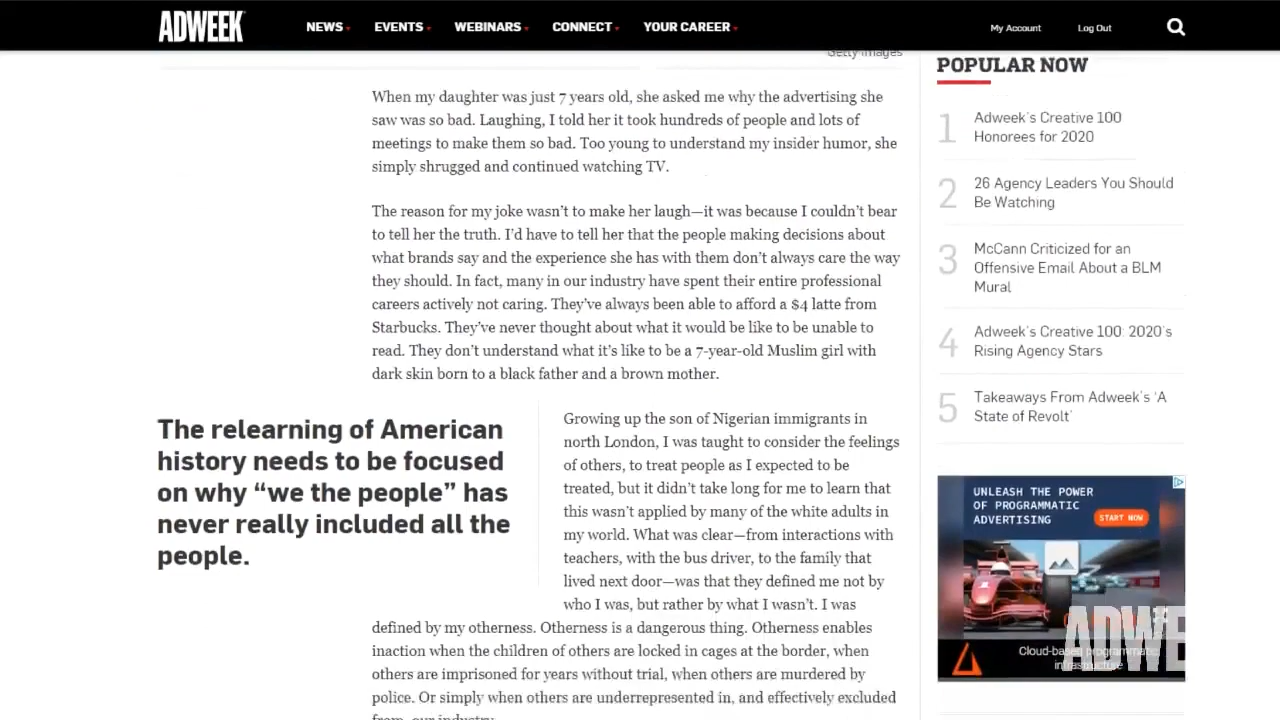 ADWEEK
NEWS
EVENTS
WEBINARS
CONNECT
YOUR CAREER
My Account
Log Out
Getty Images
When my daughter was just 7 years old, she asked me why the advertising she
saw was so bad. Laughing, I told her it took hundreds of people and lots of
meetings to make them so bad. Too young to understand my insider humor, she
simply shrugged and continued watching TV.
The reason for my joke wasn't to make her laugh—it was because I couldn't bear
to tell her the truth. I'd have to tell her that the people making decisions about
what brands say and the experience she has with them don't always care the way
they should. In fact, many in our industry have spent their entire professional
careers actively not caring. They've always been able to afford a $4 latte from
Starbucks. They've never thought about what it would be like to be unable to
read. They don't understand what it's like to be a 7-year-old Muslim girl with
dark skin born to a black father and a brown mother.
The relearning of American
history needs to be focused
on why “we the people” has
never really included all the
people.
Growing up the son of Nigerian immigrants in
north London, I was taught to consider the feelings
of others, to treat people as I expected to be
treated, but it didn't take long for me to learn that
this wasn't applied by many of the white adults in
my world. What was clear—from interactions with
teachers, with the bus driver, to the family that
lived next door—was that they defined me not by
who I was, but rather by what I wasn't. I was
defined by my otherness. Otherness is a dangerous thing. Otherness enables
inaction when the children of others are locked in cages at the border, when
others are imprisoned for years without trial, when others are murdered by
police. Or simply when others are underrepresented in, and effectively excluded
from, our industry.
POPULAR NOW
1
Adweek's Creative 100
Honorees for 2020
2
26 Agency Leaders You Should
Be Watching
3
McCann Criticized for an
Offensive Email About a BLM
Mural
4
Adweek's Creative 100: 2020's
Rising Agency Stars
5
Takeaways From Adweek's 'A
State of Revolt'
UNLEASH THE POWER
OF PROGRAMMATIC
ADVERTISING
START NOW
Cloud-based programmatic
infrastructure
ADWE